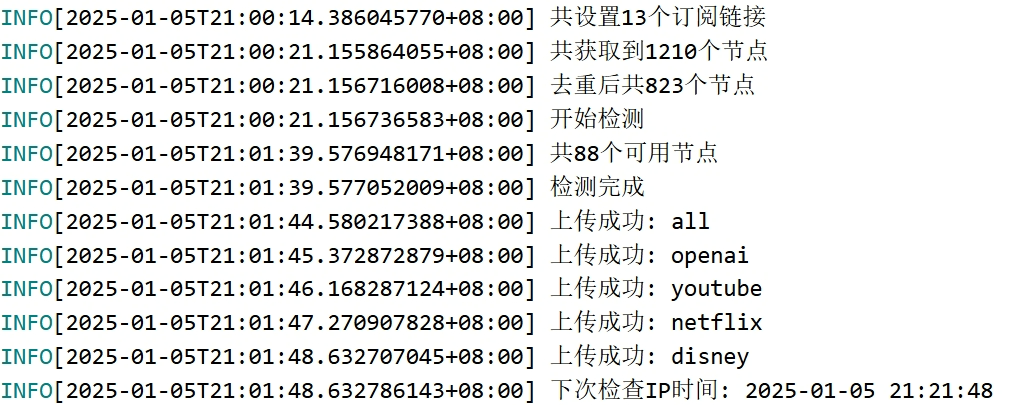 INFO[2025-01-05T21:00:14.386045770+08:00] 共设置13个订阅链接
INFO[2025-01-05T21:00:21.155864055+08:00] 共获取到1210个节点
INFO[2025-01-05T21:00:21.156716008+08:00] 去重后共823个节点
INFO[2025-01-05T21:00:21.156736583+08:00] 开始检测
INFO[2025-01-05T21:01:39.576948171+08:00] 共88个可用节点
INFO[2025-01-05T21:01:39.577052009+08:00] 检测完成
INFO[2025-01-05T21:01:44.580217388+08:00] 上传成功: all
INFO[2025-01-05T21:01:45.372872879+08:00] 上传成功: openai
INFO[2025-01-05T21:01:46.168287124+08:00] 上传成功: youtube
INFO[2025-01-05T21:01:47.270907828+08:00] 上传成功: netflix
INFO[2025-01-05T21:01:48.632707045+08:00] 上传成功: disney
INFO[2025-01-05T21:01:48.632786143+08:00] 下次检查IP时间: 2025-01-05 21:21:48